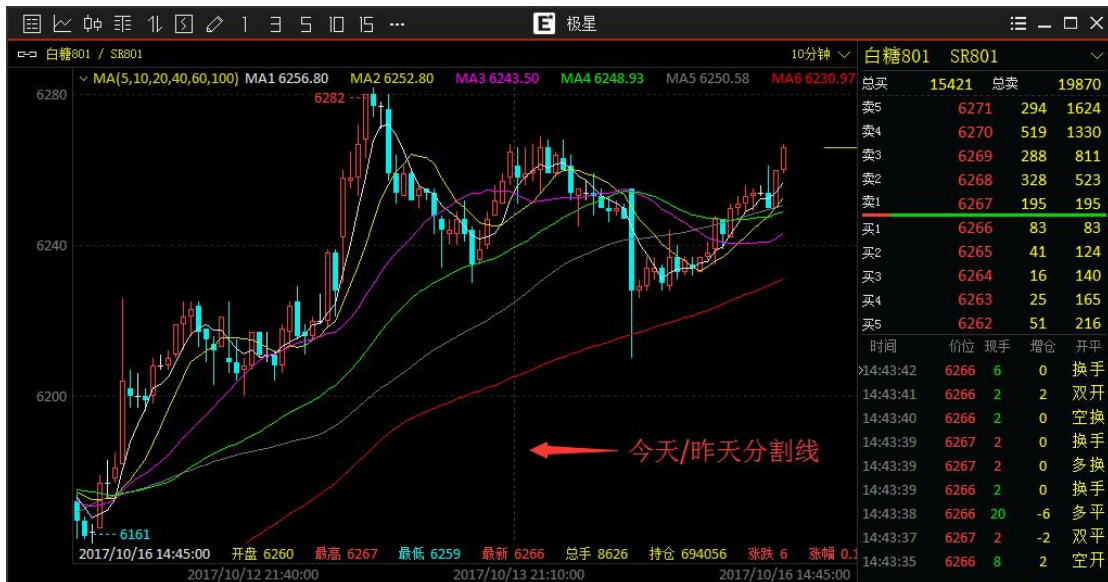 1 3 5 10 15 ...
E 极星
白糖801 / SR801
10分钟
MA(5,10,20,40,60,100) MA1 6256.80 MA2 6252.80 MA3 6243.50 MA4 6248.93 MA5 6250.58 MA6 6230.97
6280
6282
6240
6200
今天/昨天分割线
6161
2017/10/16 14:45:00 开盘 6260 最高 6267 最低 6259 最新 6266 总手 8626 持仓 694056 涨跌 6 涨幅 0.1
2017/10/12 21:40:00 2017/10/13 21:10:00 2017/10/16 14:45:00
白糖801 SR801
总买 15421 总卖 19870
卖5 6271 294 1624
卖4 6270 519 1330
卖3 6269 288 811
卖2 6268 328 523
卖1 6267 195 195
买1 6266 83 83
买2 6265 41 124
买3 6264 16 140
买4 6263 25 165
买5 6262 51 216
时间 价位 现手 增仓 开平
14:43:42 6266 6 0 换手
14:43:41 6266 2 2 双开
14:43:40 6266 2 0 空换
14:43:39 6267 2 0 换手
14:43:39 6267 2 0 多换
14:43:39 6266 2 0 换手
14:43:38 6266 20 -6 多平
14:43:37 6267 2 -2 双平
14:43:35 6266 8 2 空开